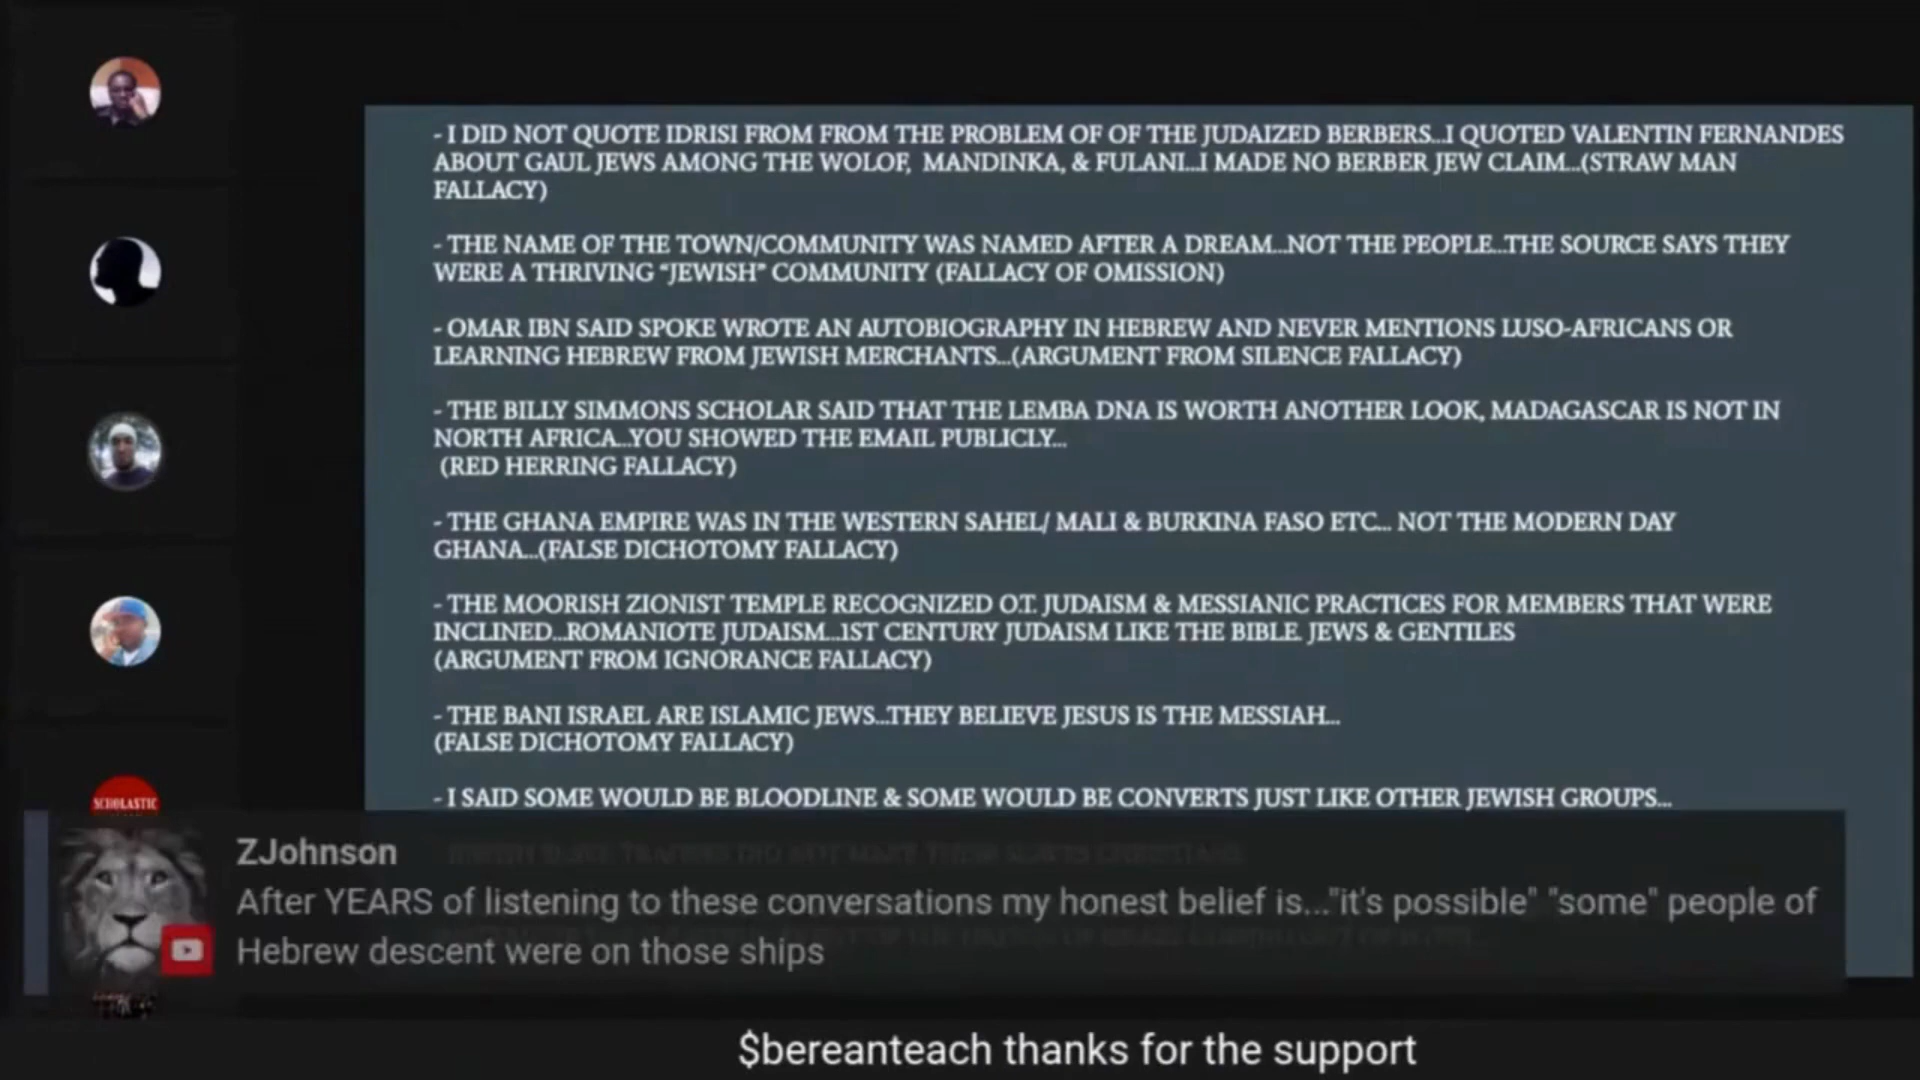 - I DID NOT QUOTE IDRISI FROM FROM THE PROBLEM OF OF THE JUDAIZED BERBERS...I QUOTED VALENTIN FERNANDES
ABOUT GAUL JEWS AMONG THE WOLOF, MANDINKA, & FULANI...I MADE NO BERBER JEW CLAIM...(STRAW MAN
FALLACY)
- THE NAME OF THE TOWN/COMMUNITY WAS NAMED AFTER A DREAM...NOT THE PEOPLE...THE SOURCE SAYS THEY
WERE A THRIVING "JEWISH" COMMUNITY (FALLACY OF OMISSION)
- OMAR IBN SAID SPOKE WROTE AN AUTOBIOGRAPHY IN HEBREW AND NEVER MENTIONS LUSO-AFRICANS OR
LEARNING HEBREW FROM JEWISH MERCHANTS...(ARGUMENT FROM SILENCE FALLACY)
- THE BILLY SIMMONS SCHOLAR SAID THAT THE LEMBA DNA IS WORTH ANOTHER LOOK, MADAGASCAR IS NOT IN
NORTH AFRICA...YOU SHOWED THE EMAIL PUBLICLY...
(RED HERRING FALLACY)
- THE GHANA EMPIRE WAS IN THE WESTERN SAHEL/ MALI & BURKINA FASO ETC... NOT THE MODERN DAY
GHANA...(FALSE DICHOTOMY FALLACY)
- THE MOORISH ZIONIST TEMPLE RECOGNIZED O.T. JUDAISM & MESSIANIC PRACTICES FOR MEMBERS THAT WERE
INCLINED...ROMANIOTE JUDAISM...1ST CENTURY JUDAISM LIKE THE BIBLE. JEWS & GENTILES
(ARGUMENT FROM IGNORANCE FALLACY)
- THE BANI ISRAEL ARE ISLAMIC JEWS...THEY BELIEVE JESUS IS THE MESSIAH...
(FALSE DICHOTOMY FALLACY)
- I SAID SOME WOULD BE BLOODLINE & SOME WOULD BE CONVERTS JUST LIKE OTHER JEWISH GROUPS...
SCHOLASTIC
ZJohnson
After YEARS of listening to these conversations my honest belief is..."it's possible" "some" people of
Hebrew descent were on those ships
$bereanteach thanks for the support